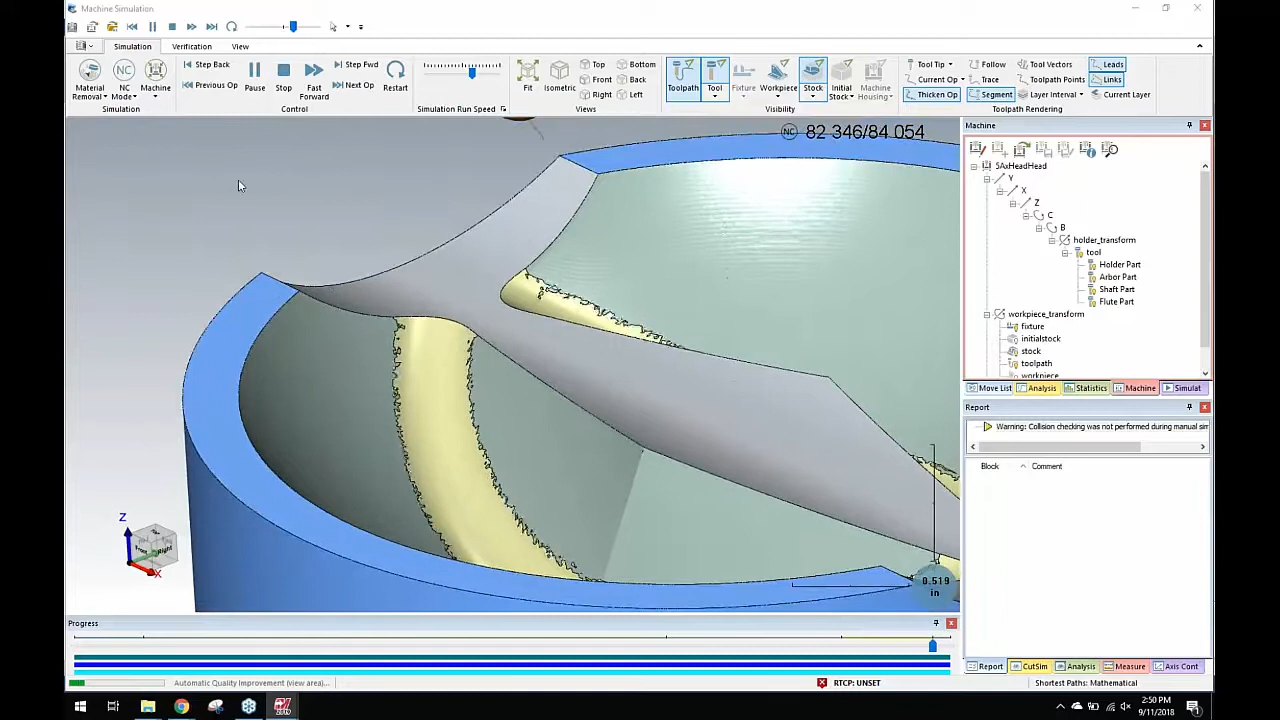 Machine Simulation
Simulation Verification View
Material Removal NC Mode Machine
Simulation
Step Back Previous Op Pause Stop Fast Forward Step Fwd Next Op Restart
Control
Simulation Run Speed
Fit Isometric Top Front Right Bottom Back Left
Views
Toolpath Tool Fixture Workpiece Stock Initial Stock Machine Housing
Visibility
Tool Tip Follow Tool Vectors Leads
Current Op Trace Toolpath Points Links
Thicken Op Segment Layer Interval Current Layer
Toolpath Rendering
NC 82 346/84 054
Machine
5AxHeadHead
Y
X
Z
C
B
holder_transform
tool
Holder Part
Arbor Part
Shaft Part
Flute Part
workpiece_transform
fixture
initialstock
stock
toolpath
workpiece
Move List Analysis Statistics Machine Simulat
Report
Warning: Collision checking was not performed during manual sim
Block Comment
Z
X
Right
0.519
in
Progress
Report CutSim Analysis Measure Axis Cont
Automatic Quality Improvement (view area)...
RTCP: UNSET
Shortest Paths: Mathematical
2:50 PM
9/11/2018